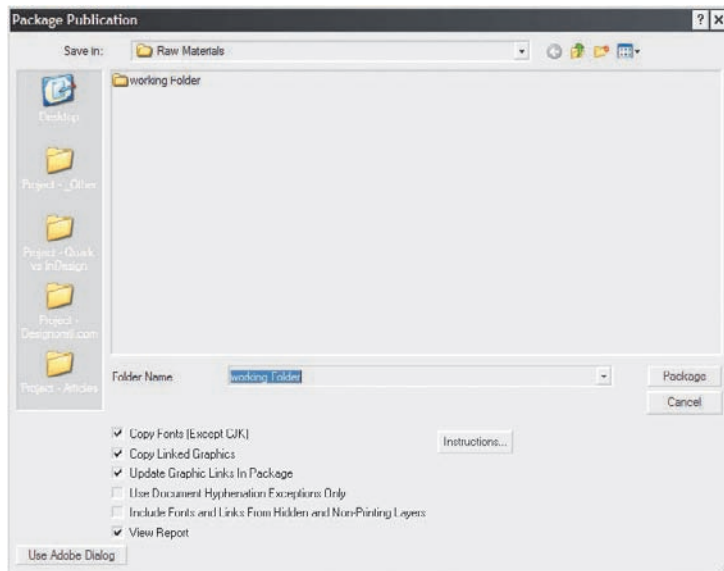 Package Publication
Save in:
Raw Materials
working Folder
Desktop
Project - _Other
Project - Quark
vs InDesign
Project -
Designorati.com
Project - Articles
Folder Name
working Folder
Package
Cancel
Copy Fonts (Except CJK)
Instructions...
Copy Linked Graphics
Update Graphic Links In Package
Use Document Hyphenation Exceptions Only
Include Fonts and Links From Hidden and Non-Printing Layers
View Report
Use Adobe Dialog